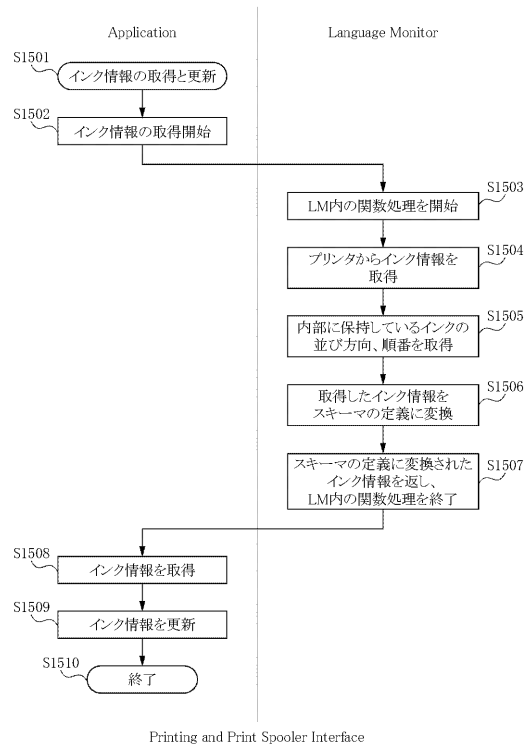 Application
Language Monitor
S1501
インク情報の取得と更新
S1502
インク情報の取得開始
S1503
LM内の関数処理を開始
S1504
プリンタからインク情報を
取得
S1505
内部に保持しているインクの
並び方向、順番を取得
S1506
取得したインク情報を
スキーマの定義に変換
S1507
スキーマの定義に変換された
インク情報を返し、
LM内の関数処理を終了
S1508
インク情報を取得
S1509
インク情報を更新
S1510
終了
Printing and Print Spooler Interface